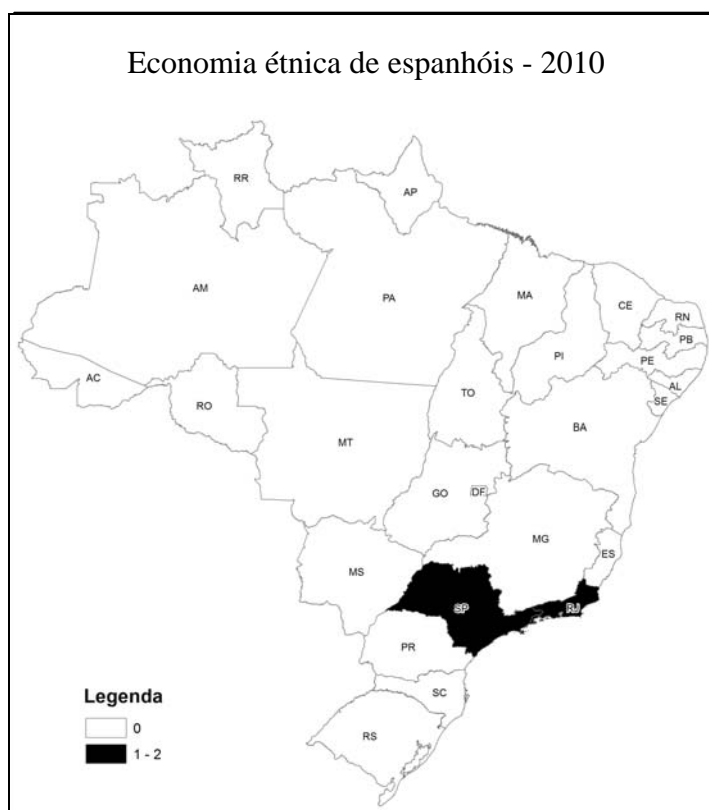 Economia étnica de espanhóis - 2010
RR
AP
AM
PA
MA
CE
RN
PB
PE
PI
AC
AL
SE
TO
RO
BA
MT
GO
DF
MG
ES
MS
SP
RJ
PR
SC
RS
Legenda
0
1 - 2